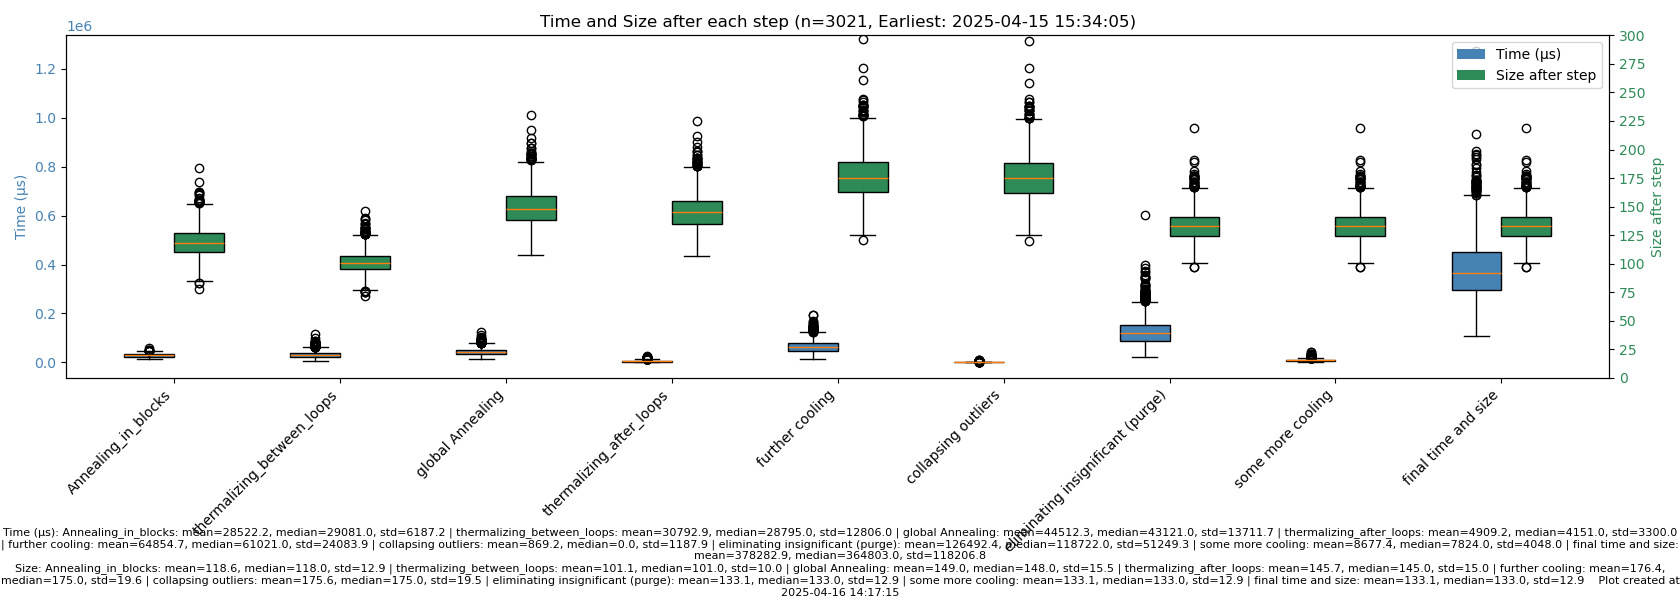 Time and Size after each step (n=3021, Earliest: 2025-04-15 15:34:05)
1e6
1.2
1.0
0.8
0.6
0.4
0.2
0.0
Time (μs)
300
275
250
225
200
175
150
125
100
75
50
25
0
Size after step
Time (μs)
Size after step
Annealing_in_blocks
thermalizing_between_loops
global Annealing
thermalizing_after_loops
further cooling
collapsing outliers
eliminating insignificant (purge)
some more cooling
final time and size
Time (μs): Annealing_in_blocks: mean=28522.2, median=29081.0, std=6187.2 | thermalizing_between_loops: mean=30792.9, median=28795.0, std=12806.0 | global Annealing: mean=44512.3, median=43121.0, std=13711.7 | thermalizing_after_loops: mean=4909.2, median=4151.0, std=3300.0
| further cooling: mean=64854.7, median=61021.0, std=24083.9 | collapsing outliers: mean=869.2, median=0.0, std=1187.9 | eliminating insignificant (purge): mean=126492.4, median=118722.0, std=51249.3 | some more cooling: mean=8677.4, median=7824.0, std=4048.0 | final time and size:
mean=378282.9, median=364803.0, std=118206.8
Size: Annealing_in_blocks: mean=118.6, median=118.0, std=12.9 | thermalizing_between_loops: mean=101.1, median=101.0, std=10.0 | global Annealing: mean=149.0, median=148.0, std=15.5 | thermalizing_after_loops: mean=145.7, median=145.0, std=15.0 | further cooling: mean=176.4,
median=175.0, std=19.6 | collapsing outliers: mean=175.6, median=175.0, std=19.5 | eliminating insignificant (purge): mean=133.1, median=133.0, std=12.9 | some more cooling: mean=133.1, median=133.0, std=12.9 | final time and size: mean=133.1, median=133.0, std=12.9 Plot created at
2025-04-16 14:17:15